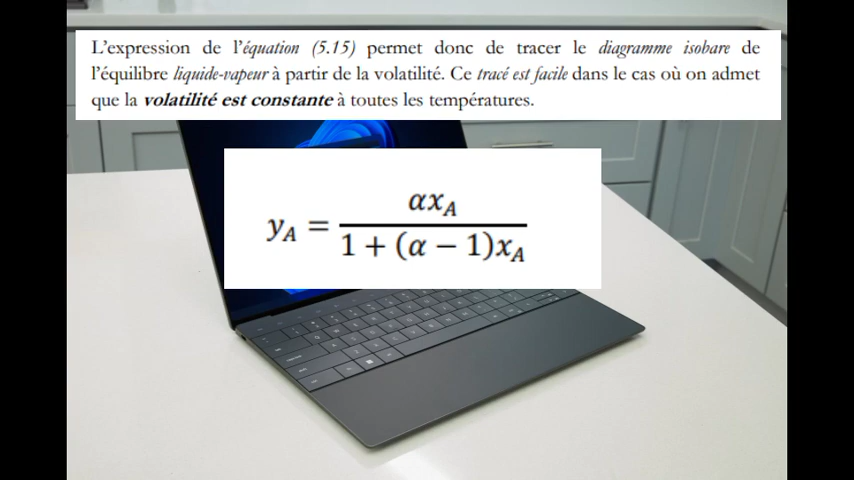 L’expression de l’équation (5.15) permet donc de tracer le diagramme isobare de
l’équilibre liquide-vapeur à partir de la volatilité. Ce tracé est facile dans le cas où on admet
que la volatilité est constante à toutes les températures.
y_A = αx_A / (1 + (α − 1)x_A)